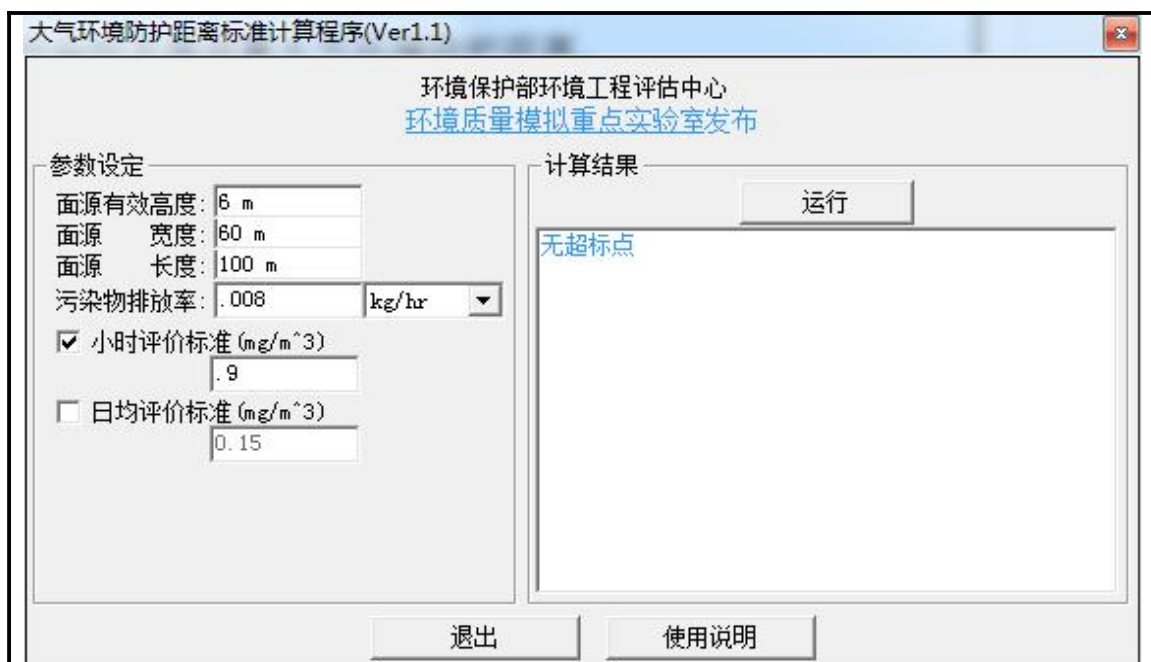 大气环境防护距离标准计算程序(Ver1.1)
环境保护部环境工程评估中心
环境质量模拟重点实验室发布
参数设定
面源有效高度: 6 m
面源 宽度: 60 m
面源 长度: 100 m
污染物排放率: .008 kg/hr
小时评价标准(mg/m^3)
.9
日均评价标准(mg/m^3)
0.15
计算结果
运行
无超标点
退出
使用说明